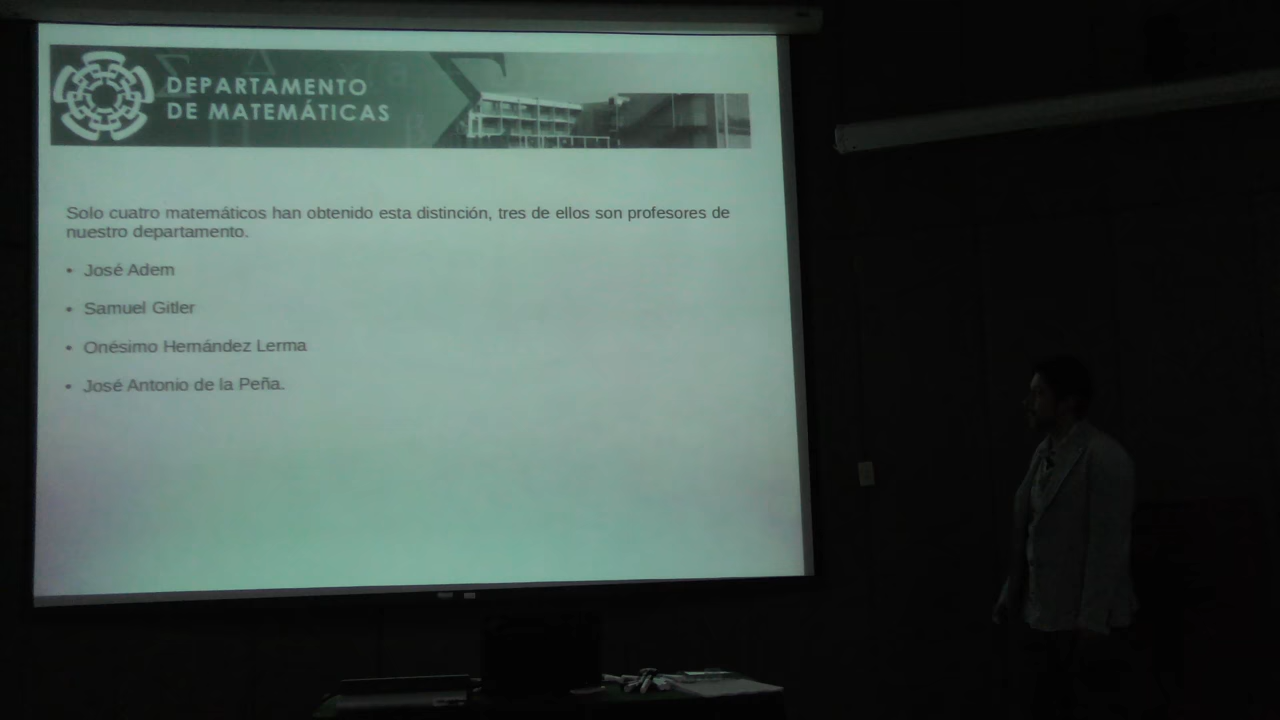 DEPARTAMENTO
DE MATEMÁTICAS
Solo cuatro matemáticos han obtenido esta distinción, tres de ellos son profesores de
nuestro departamento.
• José Adem
• Samuel Gitler
• Onésimo Hernández Lerma
• José Antonio de la Peña.